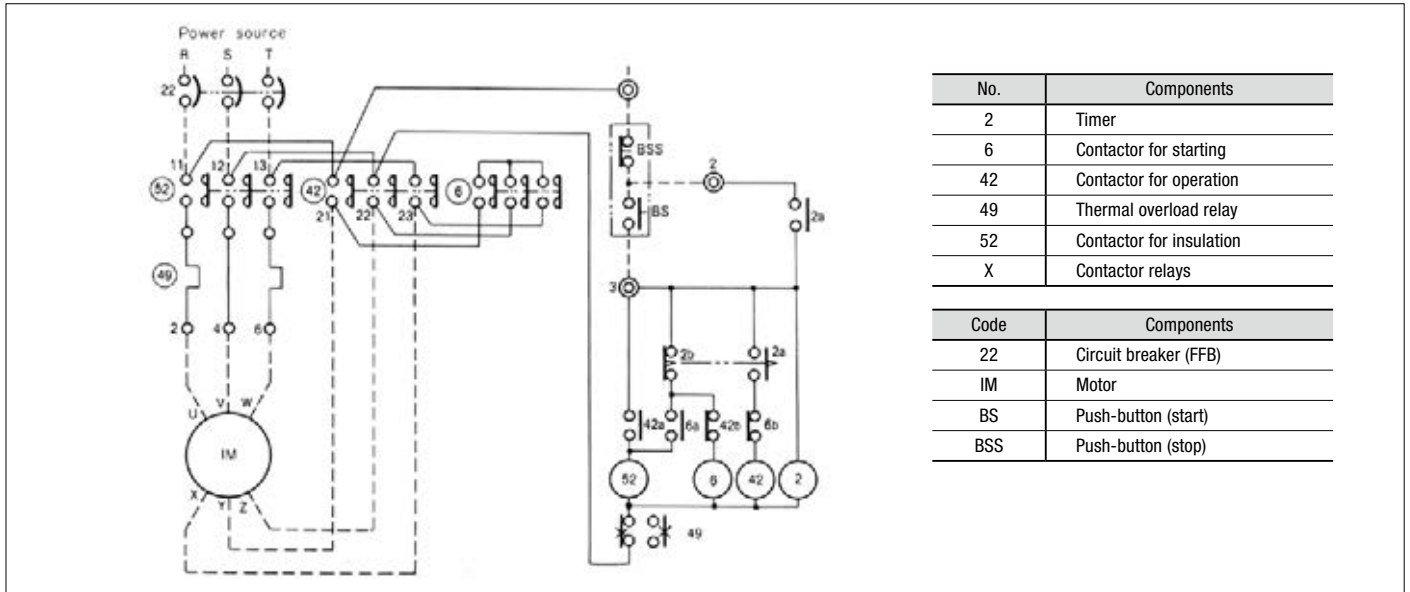 Power source
R S T
22
11 12 13
52
42
6
21 22 23
49
2 4 6
U V W
IM
X Y Z
BSS
2
BS
2a
3
2b 2a
42a 6a 42b 6b
52 6 42 2
49
No. Components
2 Timer
6 Contactor for starting
42 Contactor for operation
49 Thermal overload relay
52 Contactor for insulation
X Contactor relays
Code Components
22 Circuit breaker (FFB)
IM Motor
BS Push-button (start)
BSS Push-button (stop)